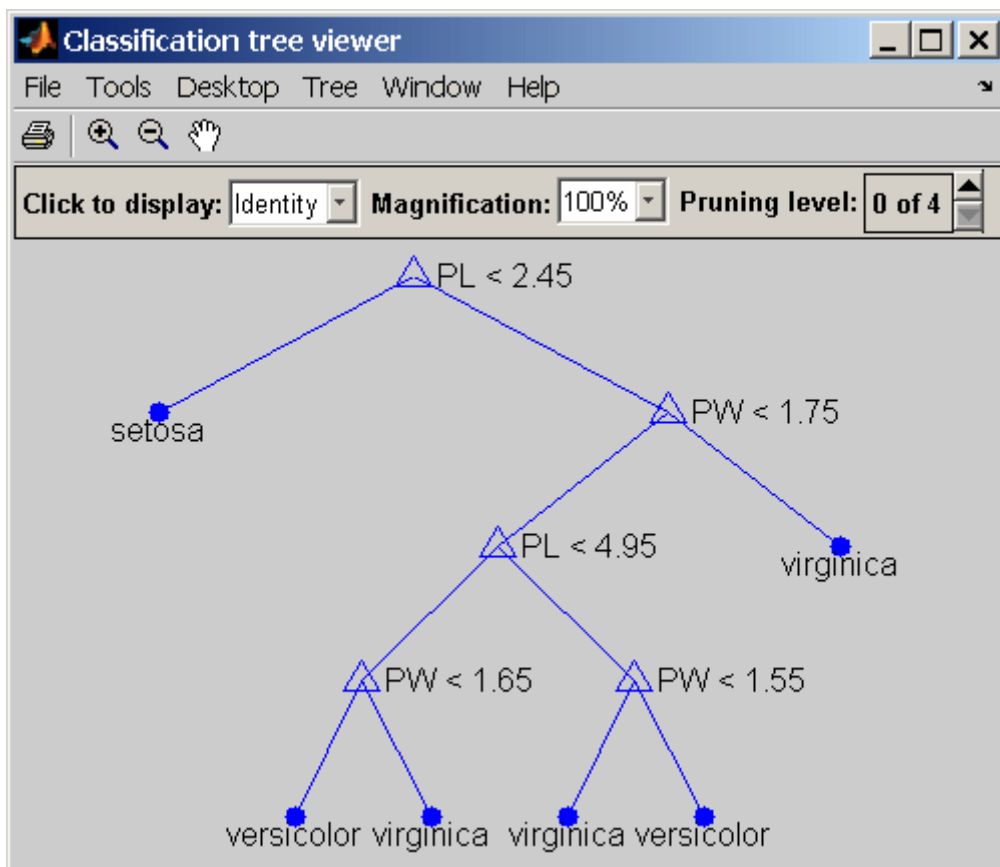 Classification tree viewer
File Tools Desktop Tree Window Help
Click to display: Identity Magnification: 100% Pruning level: 0 of 4
PL < 2.45
setosa
PW < 1.75
PL < 4.95
virginica
PW < 1.65
PW < 1.55
versicolor virginica virginica versicolor